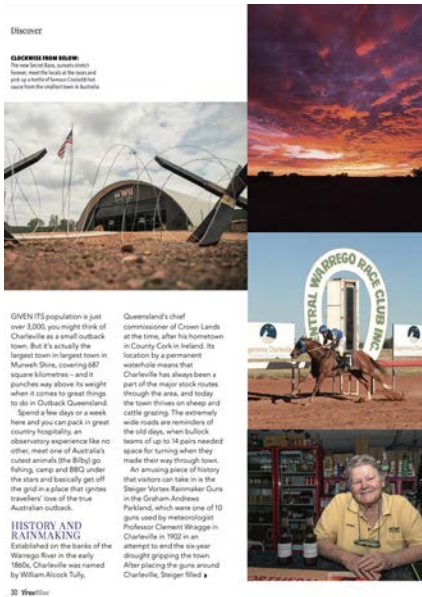 Discover
CLOCKWISE FROM BELOW:
The new Secret Base, sunsets stretch
forever, meet the locals at the races and
pick up a bottle of famous Cooladdi hot
sauce from the smallest town in Australia
WWII
CENTRAL WARREGO RACE CLUB INC.
GIVEN ITS population is just
over 3,000, you might think of
Charleville as a small outback
town. But it's actually the
largest town in largest town in
Murweh Shire, covering 687
square kilometres – and it
punches way above its weight
when it comes to great things
to do in Outback Queensland.
Spend a few days or a week
here and you can pack in great
country hospitality, an
observatory experience like no
other, meet one of Australia's
cutest animals (the Bilby) go
fishing, camp and BBQ under
the stars and basically get off
the grid in a place that ignites
travellers' love of the true
Australian outback.
HISTORY AND
RAINMAKING
Established on the banks of the
Warrego River in the early
1860s, Charleville was named
by William Alcock Tully,
Queensland's chief
commissioner of Crown Lands
at the time, after his hometown
in County Cork in Ireland. Its
location by a permanent
waterhole means that
Charleville has always been a
part of the major stock routes
through the area, and today
the town thrives on sheep and
cattle grazing. The extremely
wide roads are reminders of
the old days, when bullock
teams of up to 14 pairs needed
space for turning when they
made their way through town.
An amusing piece of history
that visitors can take in is the
Steiger Vortex Rainmaker Guns
in the Graham Andrews
Parkland, which were one of 10
guns used by meteorologist
Professor Clement Wragge in
Charleville in 1902 in an
attempt to end the six-year
drought gripping the town.
After placing the guns around
Charleville, Steiger filled
30 TrueBlue